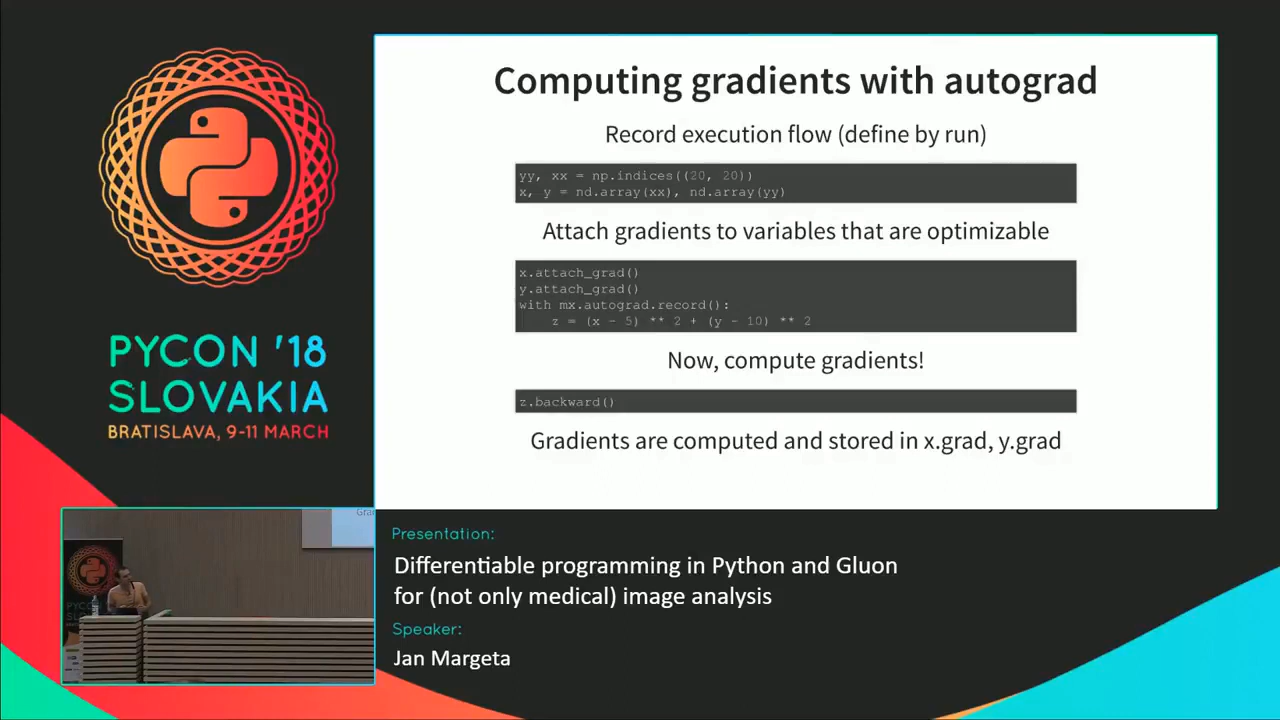 Computing gradients with autograd
Record execution flow (define by run)
yy, xx = np.indices((20, 20))
x, y = nd.array(xx), nd.array(yy)
Attach gradients to variables that are optimizable
x.attach_grad()
y.attach_grad()
with mx.autograd.record():
    z = (x - 5) ** 2 + (y - 10) ** 2
Now, compute gradients!
z.backward()
Gradients are computed and stored in x.grad, y.grad
PYCON '18
SLOVAKIA
BRATISLAVA, 9-11 MARCH
Presentation:
Differentiable programming in Python and Gluon
for (not only medical) image analysis
Speaker:
Jan Margeta